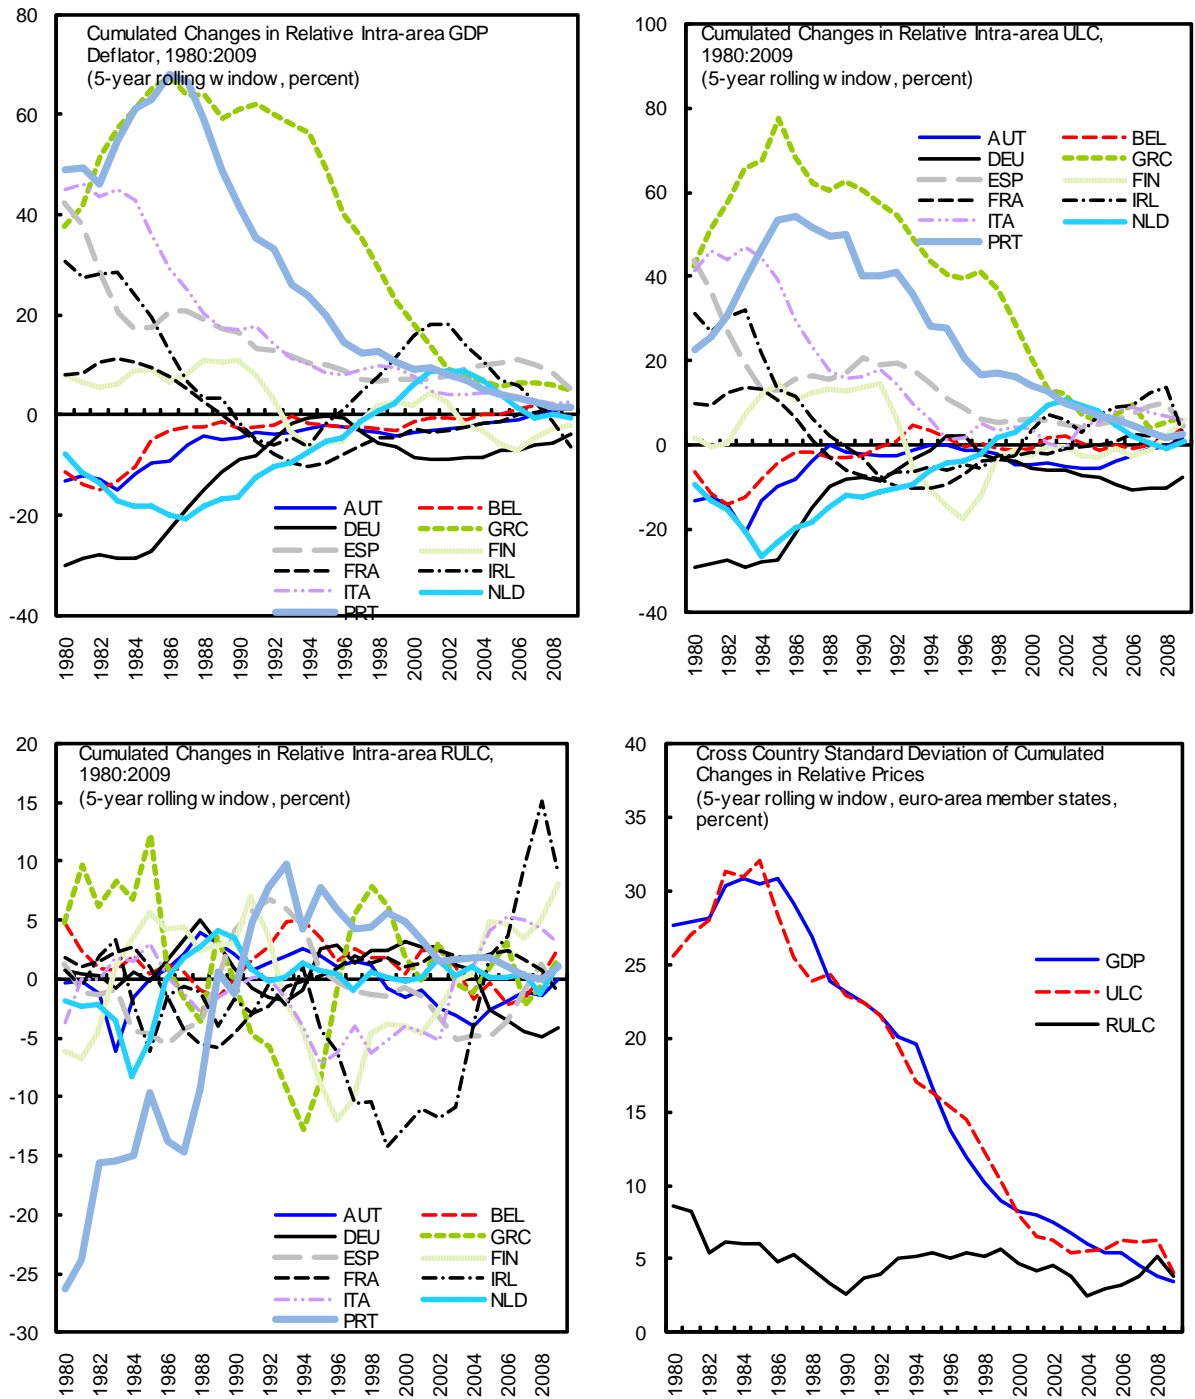 Cumulated Changes in Relative Intra-area GDP
Deflator, 1980:2009
(5-year rolling window, percent)
80
60
40
20
0
-20
-40
AUT
BEL
DEU
GRC
ESP
FIN
FRA
IRL
ITA
NLD
PRT
1980
1982
1984
1986
1988
1990
1992
1994
1996
1998
2000
2002
2004
2006
2008
Cumulated Changes in Relative Intra-area ULC,
1980:2009
(5-year rolling window, percent)
100
80
60
40
20
0
-20
-40
AUT
BEL
DEU
GRC
ESP
FIN
FRA
IRL
ITA
NLD
PRT
1980
1982
1984
1986
1988
1990
1992
1994
1996
1998
2000
2002
2004
2006
2008
Cumulated Changes in Relative Intra-area RULC,
1980:2009
(5-year rolling window, percent)
20
15
10
5
0
-5
-10
-15
-20
-25
-30
AUT
BEL
DEU
GRC
ESP
FIN
FRA
IRL
ITA
NLD
PRT
1980
1982
1984
1986
1988
1990
1992
1994
1996
1998
2000
2002
2004
2006
2008
Cross Country Standard Deviation of Cumulated
Changes in Relative Prices
(5-year rolling window, euro-area member states,
percent)
40
35
30
25
20
15
10
5
0
GDP
ULC
RULC
1980
1982
1984
1986
1988
1990
1992
1994
1996
1998
2000
2002
2004
2006
2008